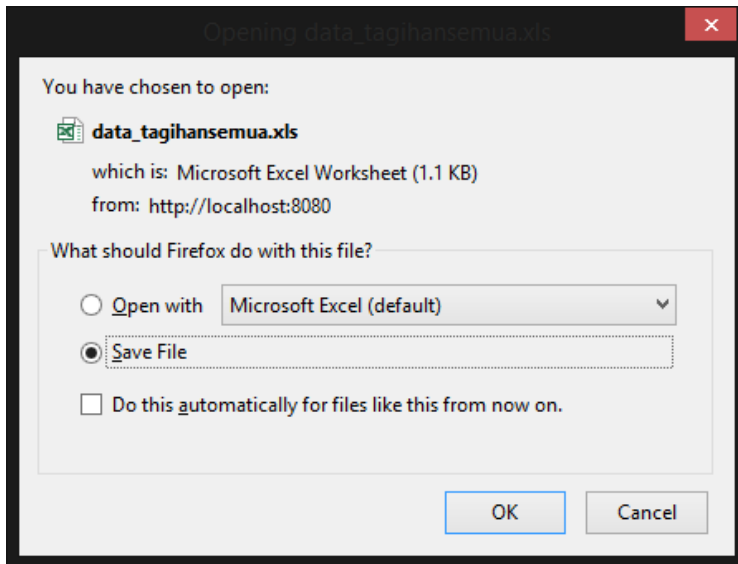 Opening data_tagihansemua.xls
You have chosen to open:
data_tagihansemua.xls
which is: Microsoft Excel Worksheet (1.1 KB)
from: http://localhost:8080
What should Firefox do with this file?
Open with Microsoft Excel (default)
Save File
Do this automatically for files like this from now on.
OK Cancel